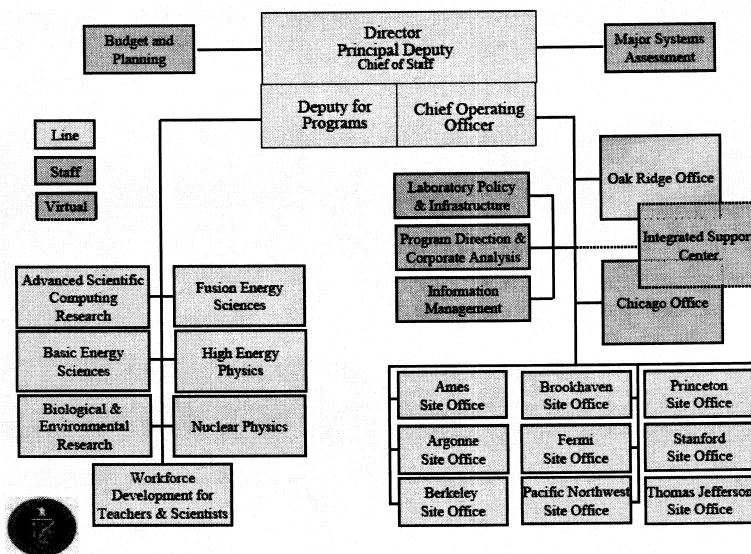 Budget and
Planning
Director
Principal Deputy
Chief of Staff
Major Systems
Assessment
Deputy for
Programs
Chief Operating
Officer
Line
Staff
Virtual
Laboratory Policy
& Infrastructure
Oak Ridge Office
Program Direction &
Corporate Analysis
Integrated Support
Center
Information
Management
Chicago Office
Advanced Scientific
Computing
Research
Fusion Energy
Sciences
Basic Energy
Sciences
High Energy
Physics
Biological &
Environmental
Research
Nuclear Physics
Workforce
Development for
Teachers & Scientists
Ames
Site Office
Brookhaven
Site Office
Princeton
Site Office
Argonne
Site Office
Fermi
Site Office
Stanford
Site Office
Berkeley
Site Office
Pacific Northwest
Site Office
Thomas Jefferson
Site Office